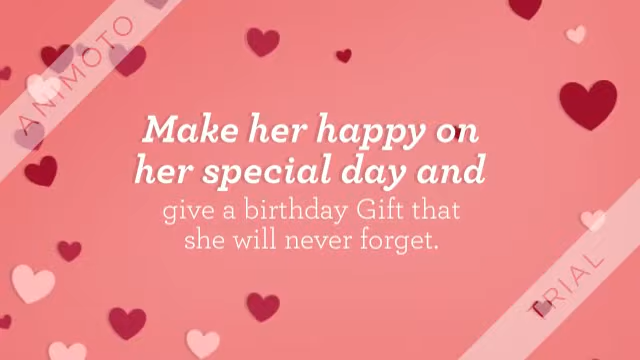 ANIMOTO
Make her happy on
her special day and
give a birthday Gift that
she will never forget.
TRIAL